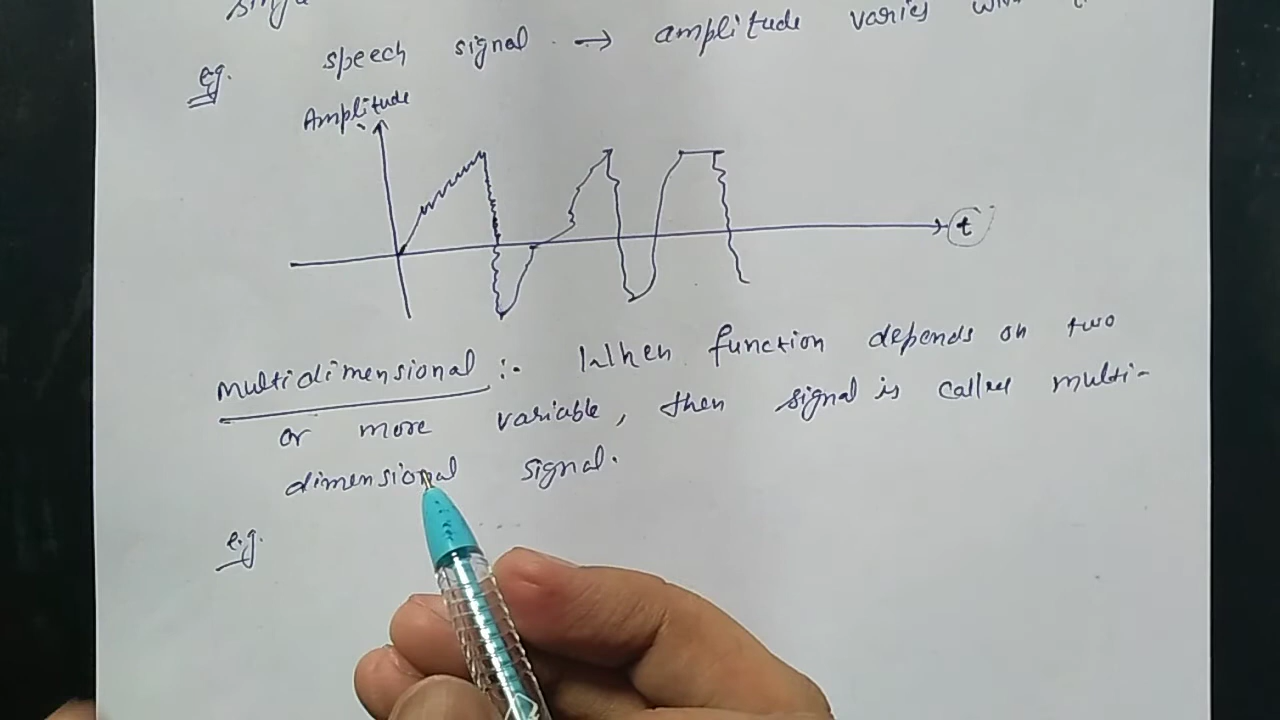 eg. speech signal → amplitude varies
Amplitude
t
multidimensional :- When function depends on two
or more variable, then signal is called multi-
dimensional signal.
e.g.